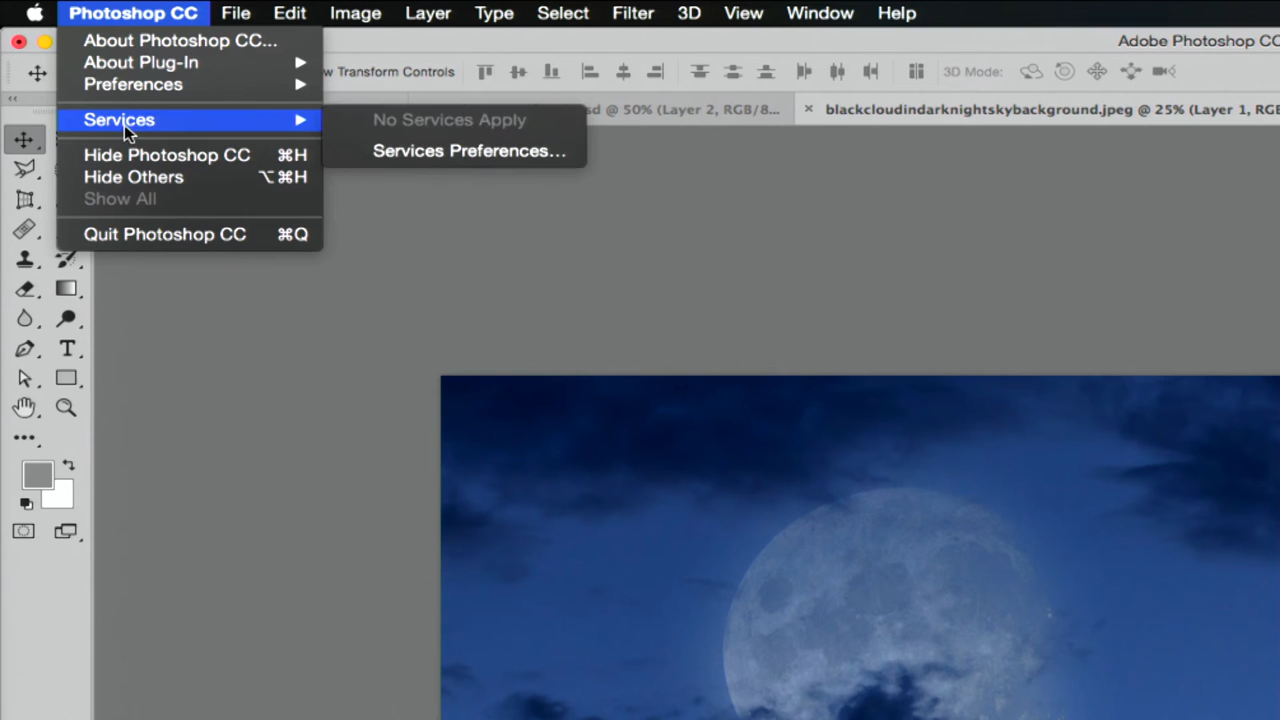 Photoshop CC File Edit Image Layer Type Select Filter 3D View Window Help
Adobe Photoshop CC
w Transform Controls 3D Mode:
sd @ 50% (Layer 2, RGB/8... × blackcloudindarknightskybackground.jpeg @ 25% (Layer 1, RGB
About Photoshop CC...
About Plug-In
Preferences
Services
Hide Photoshop CC ⌘H
Hide Others ⌥⌘H
Show All
Quit Photoshop CC ⌘Q
No Services Apply
Services Preferences...
T